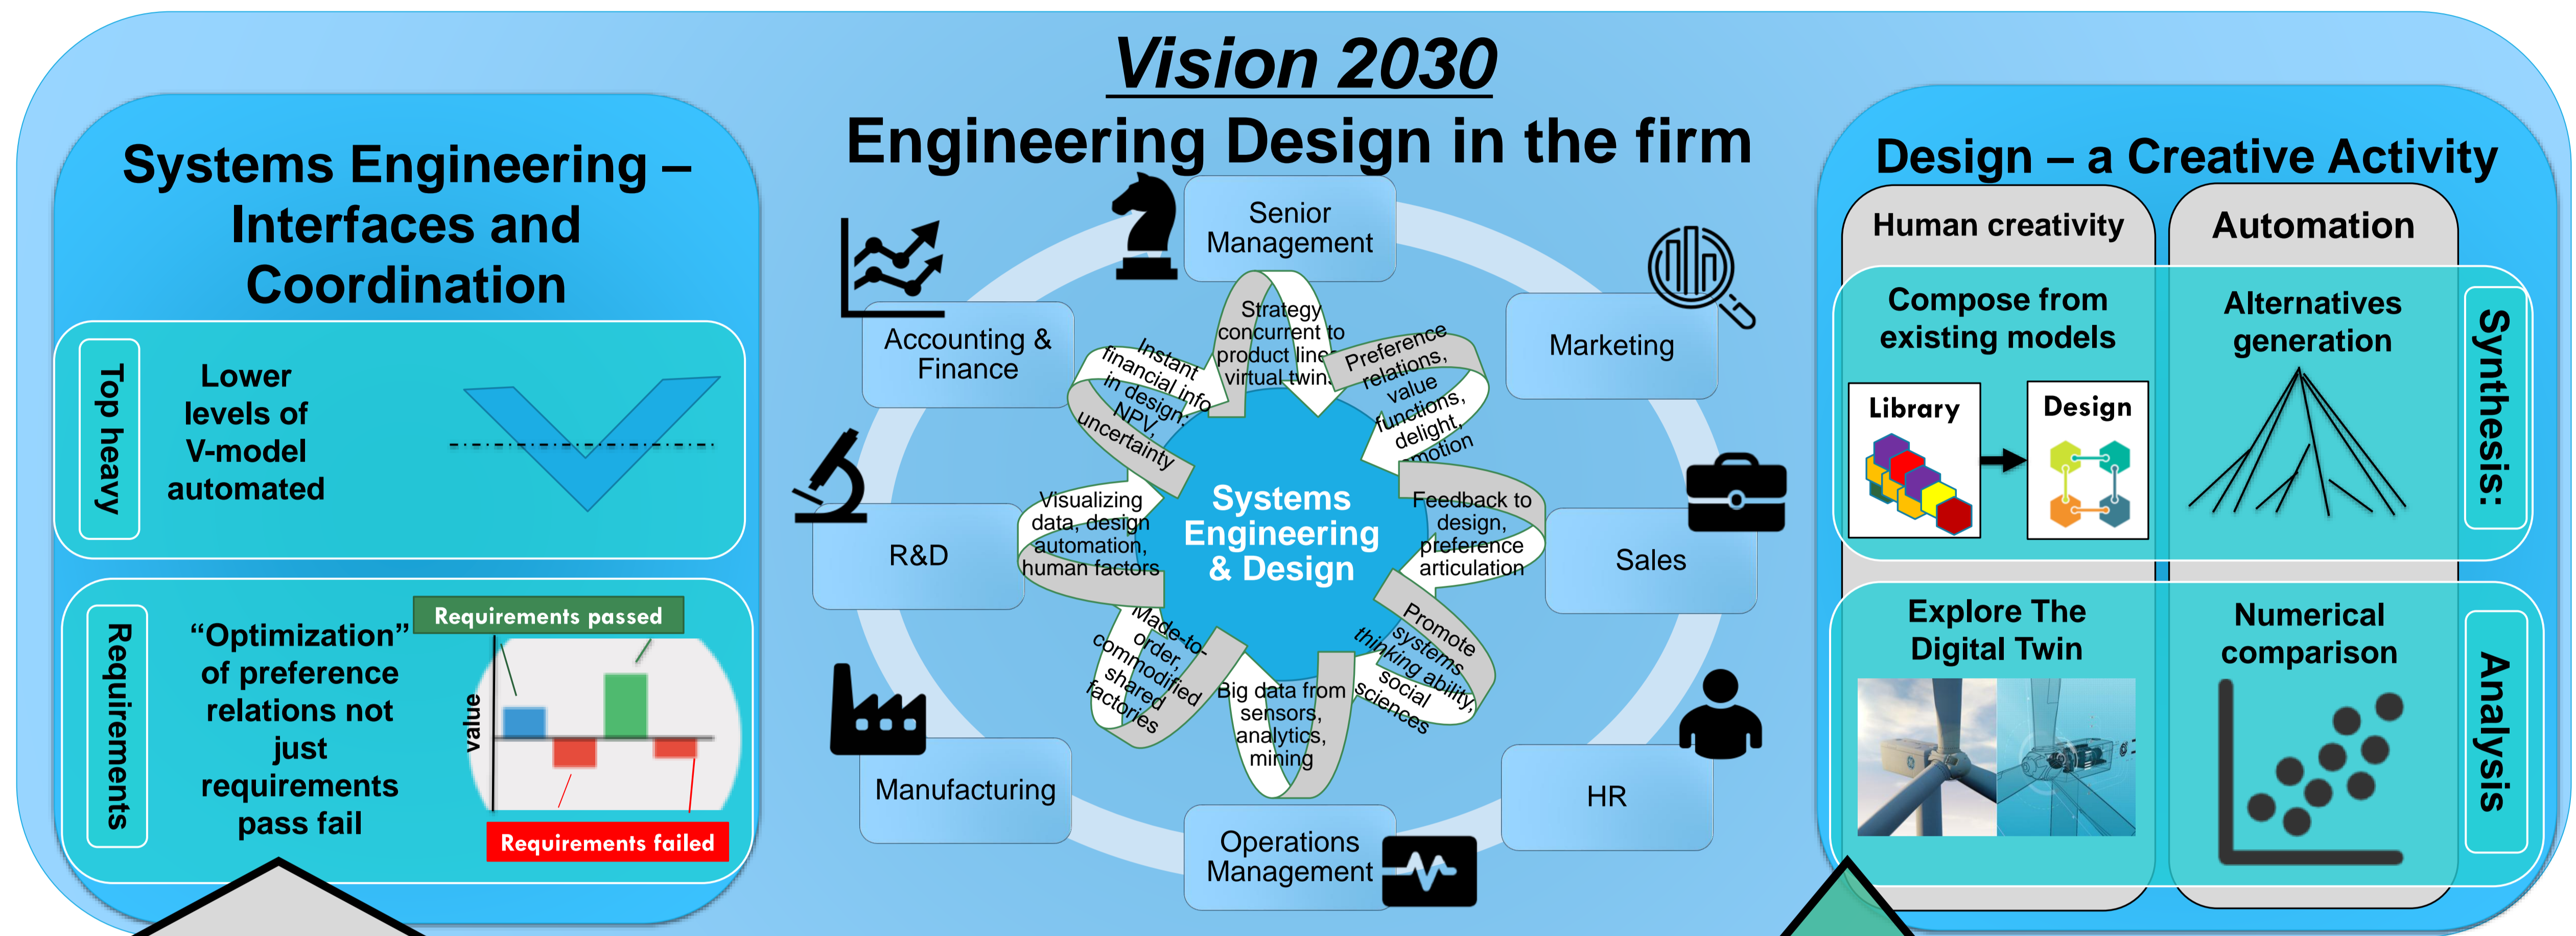 Vision 2030
Engineering Design in the firm
Systems Engineering –
Interfaces and
Coordination
Top heavy
Lower
levels of
V-model
automated
Requirements
“Optimization”
of preference
relations not
just
requirements
pass fail
Requirements passed
value
Requirements failed
Senior
Management
Accounting &
Finance
Marketing
R&D
Sales
Manufacturing
HR
Operations
Management
Strategy
concurrent to
product line
virtual twin
Preference
relations,
value
functions,
delight,
motion
Feedback to
design,
preference
articulation
Promote
systems
thinking ability,
social
sciences
Big data from
sensors,
analytics,
mining
Made-to-
order,
commodified
shared
factories
Visualizing
data, design
automation,
human factors
Instant
financial info
in design:
NPV,
uncertainty
Systems
Engineering
& Design
Design – a Creative Activity
Human creativity
Automation
Synthesis:
Compose from
existing models
Library
Design
Alternatives
generation
Analysis
Explore The
Digital Twin
Numerical
comparison